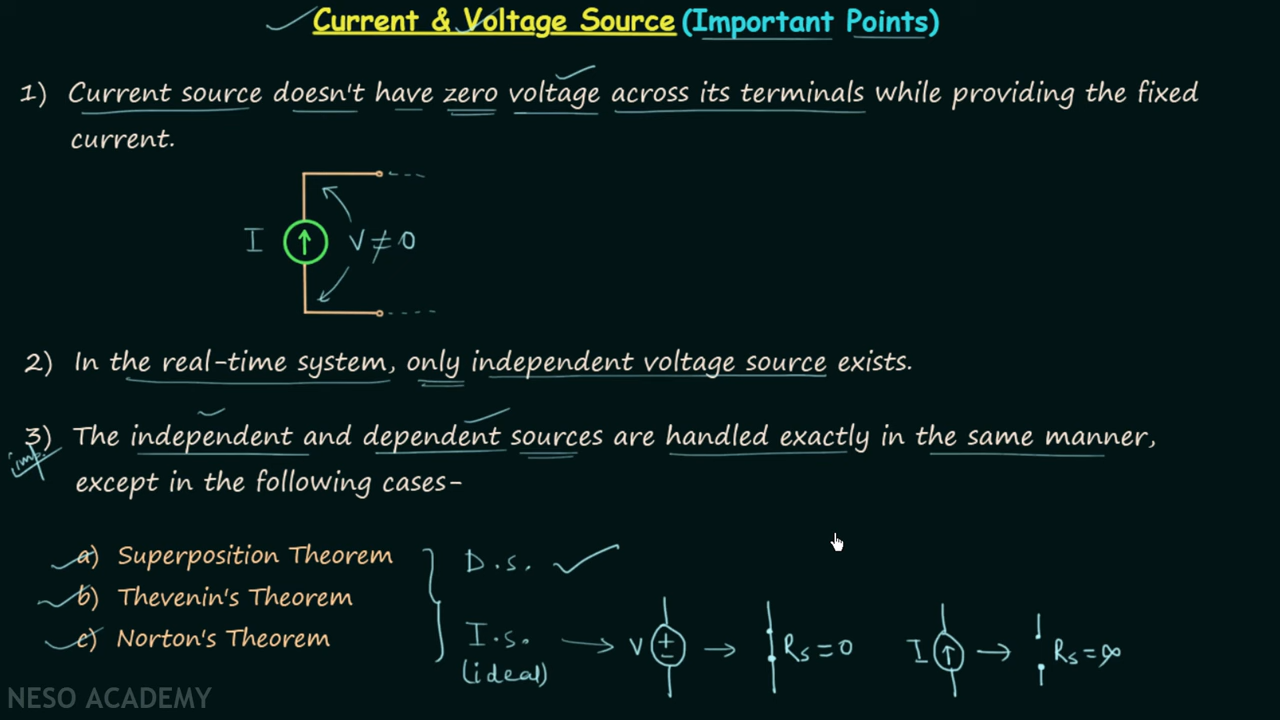 Current & Voltage Source (Important Points)
1) Current source doesn't have zero voltage across its terminals while providing the fixed
current.
I V ≠ 0
2) In the real-time system, only independent voltage source exists.
3) The independent and dependent sources are handled exactly in the same manner,
imp.
except in the following cases-
a) Superposition Theorem
D.S.
b) Thevenin's Theorem
c) Norton's Theorem
I.S. → V + - → Rs = 0 I ↑ → Rs = ∞
(ideal)
NESO ACADEMY